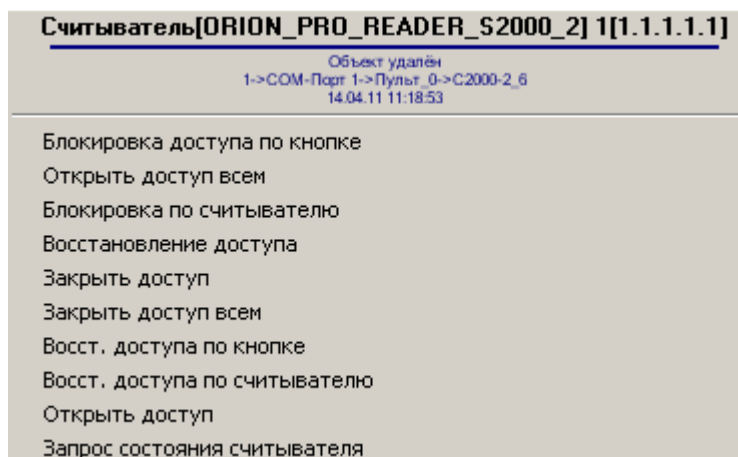 Считыватель[ORION_PRO_READER_S2000_2] 1[1.1.1.1.1]
Объект удалён
1->COM-Порт 1->Пульт_0->С2000-2_6
14.04.11 11:18:53
Блокировка доступа по кнопке
Открыть доступ всем
Блокировка по считывателю
Восстановление доступа
Закрыть доступ
Закрыть доступ всем
Восст. доступа по кнопке
Восст. доступа по считывателю
Открыть доступ
Запрос состояния считывателя